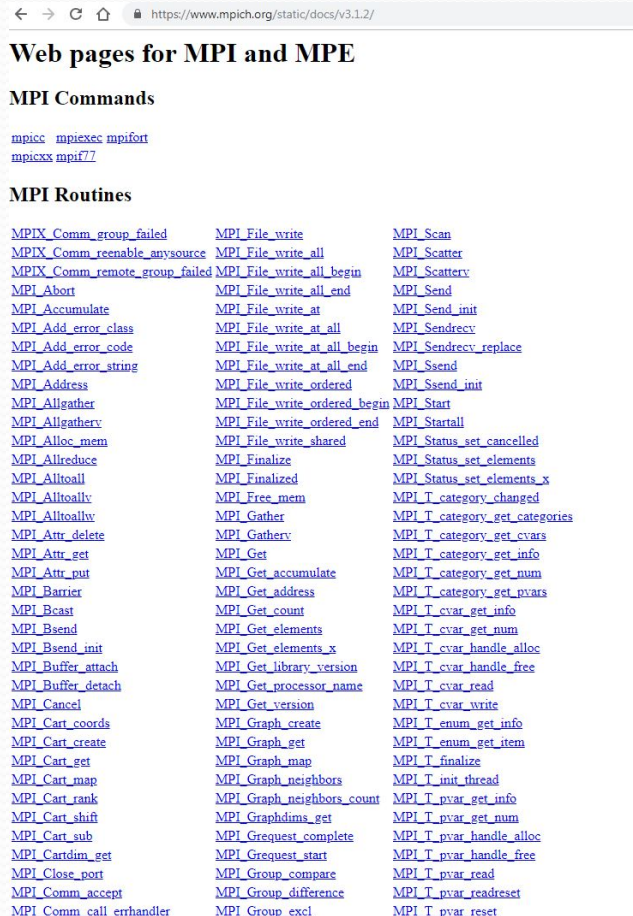 https://www.mpich.org/static/docs/v3.1.2/
Web pages for MPI and MPE
MPI Commands
mpicc mpiexec mpifort
mpicxx mpif77
MPI Routines
MPIX_Comm_group_failed MPI_File_write MPI_Scan
MPIX_Comm_reenable_anysource MPI_File_write_all MPI_Scatter
MPIX_Comm_remote_group_failed MPI_File_write_all_begin MPI_Scatterv
MPI_Abort MPI_File_write_all_end MPI_Send
MPI_Accumulate MPI_File_write_at MPI_Send_init
MPI_Add_error_class MPI_File_write_at_all MPI_Sendrecv
MPI_Add_error_code MPI_File_write_at_all_begin MPI_Sendrecv_replace
MPI_Add_error_string MPI_File_write_at_all_end MPI_Ssend
MPI_Address MPI_File_write_ordered MPI_Ssend_init
MPI_Allgather MPI_File_write_ordered_begin MPI_Start
MPI_Allgatherv MPI_File_write_ordered_end MPI_Startall
MPI_Alloc_mem MPI_File_write_shared MPI_Status_set_cancelled
MPI_Allreduce MPI_Finalize MPI_Status_set_elements
MPI_Alltoall MPI_Finalized MPI_Status_set_elements_x
MPI_Alltoallv MPI_Free_mem MPI_T_category_changed
MPI_Alltoallw MPI_Gather MPI_T_category_get_categories
MPI_Attr_delete MPI_Gatherv MPI_T_category_get_cvars
MPI_Attr_get MPI_Get MPI_T_category_get_info
MPI_Attr_put MPI_Get_accumulate MPI_T_category_get_num
MPI_Barrier MPI_Get_address MPI_T_category_get_pvars
MPI_Bcast MPI_Get_count MPI_T_cvar_get_info
MPI_Bsend MPI_Get_elements MPI_T_cvar_get_num
MPI_Bsend_init MPI_Get_elements_x MPI_T_cvar_handle_alloc
MPI_Buffer_attach MPI_Get_library_version MPI_T_cvar_handle_free
MPI_Buffer_detach MPI_Get_processor_name MPI_T_cvar_read
MPI_Cancel MPI_Get_version MPI_T_cvar_write
MPI_Cart_coords MPI_Graph_create MPI_T_enum_get_info
MPI_Cart_create MPI_Graph_get MPI_T_enum_get_item
MPI_Cart_get MPI_Graph_map MPI_T_finalize
MPI_Cart_map MPI_Graph_neighbors MPI_T_init_thread
MPI_Cart_rank MPI_Graph_neighbors_count MPI_T_pvar_get_info
MPI_Cart_shift MPI_Graphdims_get MPI_T_pvar_get_num
MPI_Cart_sub MPI_Grequest_complete MPI_T_pvar_handle_alloc
MPI_Cartdim_get MPI_Grequest_start MPI_T_pvar_handle_free
MPI_Close_port MPI_Group_compare MPI_T_pvar_read
MPI_Comm_accept MPI_Group_difference MPI_T_pvar_readreset
MPI_Comm_call_errhandler MPI_Group_excl MPI_T_pvar_reset